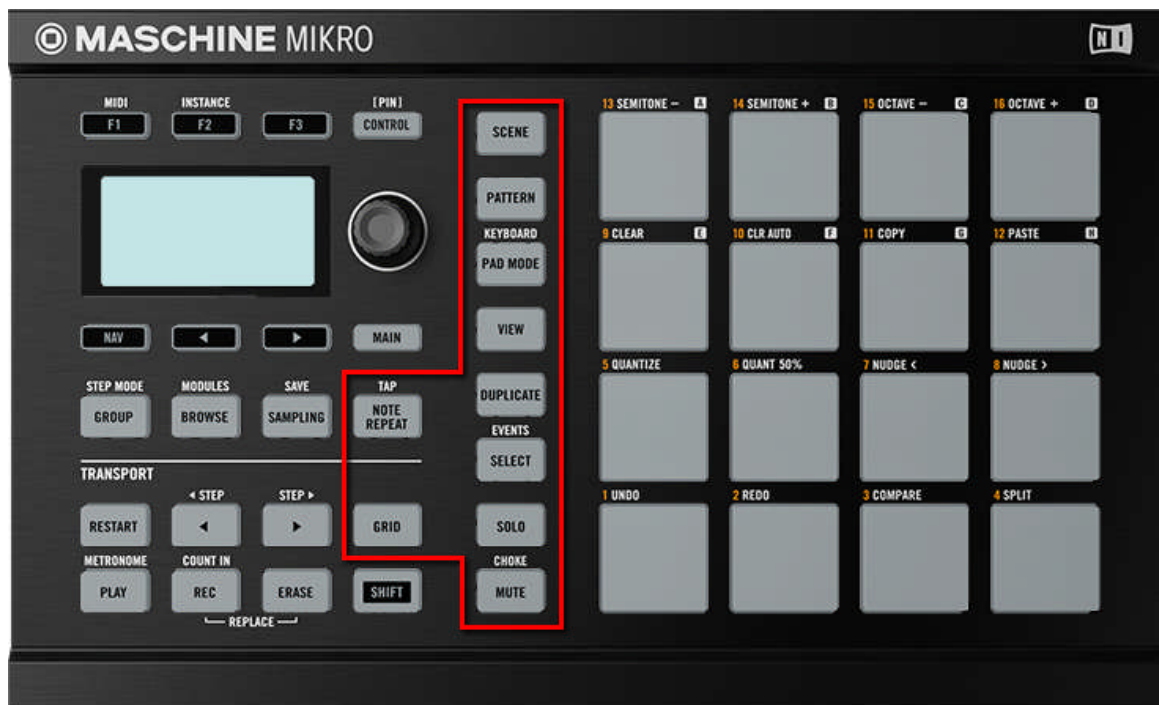 MASCHINE MIKRO
NI
MIDI
F1
INSTANCE
F2
F3
[PIN]
CONTROL
NAV
◀
▶
MAIN
STEP MODE
GROUP
MODULES
BROWSE
SAVE
SAMPLING
TAP
NOTE
REPEAT
TRANSPORT
RESTART
◀ STEP
◀
STEP ▶
▶
GRID
METRONOME
PLAY
COUNT IN
REC
ERASE
REPLACE
SHIFT
SCENE
PATTERN
KEYBOARD
PAD MODE
VIEW
DUPLICATE
EVENTS
SELECT
SOLO
CHOKE
MUTE
13 SEMITONE − A
14 SEMITONE + B
15 OCTAVE − C
16 OCTAVE + D
9 CLEAR E
10 CLR AUTO F
11 COPY G
12 PASTE H
5 QUANTIZE
6 QUANT 50%
7 NUDGE <
8 NUDGE >
1 UNDO
2 REDO
3 COMPARE
4 SPLIT